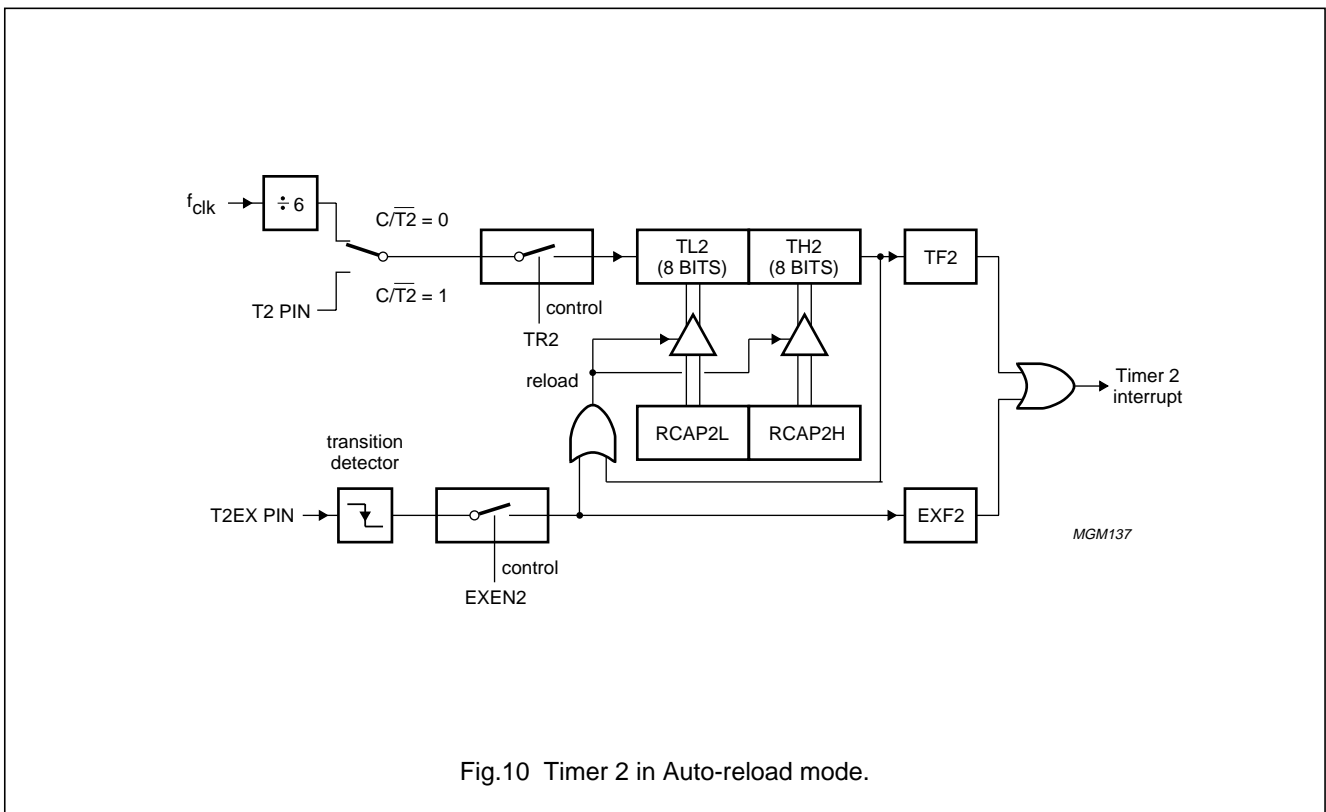 fclk
÷ 6
C/T2 = 0
T2 PIN
C/T2 = 1
control
TR2
TL2
(8 BITS)
TH2
(8 BITS)
TF2
reload
RCAP2L
RCAP2H
Timer 2
interrupt
transition
detector
T2EX PIN
control
EXEN2
EXF2
MGM137
Fig.10 Timer 2 in Auto-reload mode.